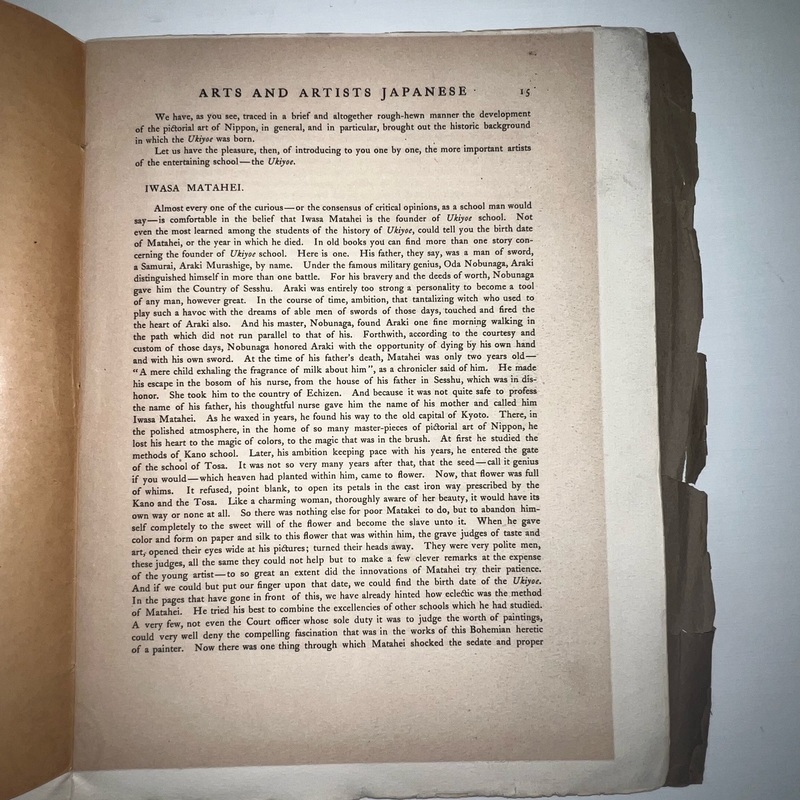 ARTS AND ARTISTS JAPANESE 15
We have, as you see, traced in a brief and altogether rough-hewn manner the development
of the pictorial art of Nippon, in general, and in particular, brought out the historic background
in which the Ukiyoe was born.
Let us have the pleasure, then, of introducing to you one by one, the more important artists
of the entertaining school—the Ukiyoe.
IWASA MATAHEI.
Almost every one of the curious—or the consensus of critical opinions, as a school man would
say—is comfortable in the belief that Iwasa Matahei is the founder of Ukiyoe school. Not
even the most learned among the students of the history of Ukiyoe, could tell you the birth date
of Matahei, or the year in which he died. In old books you can find more than one story con-
cerning the founder of Ukiyoe school. Here is one. His father, they say, was a man of sword,
a Samurai, Araki Murashige, by name. Under the famous military genius, Oda Nobunaga, Araki
distinguished himself in more than one battle. For his bravery and the deeds of worth, Nobunaga
gave him the Country of Sesshu. Araki was entirely too strong a personality to become a tool
of any man, however great. In the course of time, ambition, that tantalizing witch who used to
play such a havoc with the dreams of able men of swords of those days, touched and fired the
the heart of Araki also. And his master, Nobunaga, found Araki one fine morning walking in
the path which did not run parallel to that of his. Forthwith, according to the courtesy and
custom of those days, Nobunaga honored Araki with the opportunity of dying by his own hand
and with his own sword. At the time of his father's death, Matahei was only two years old—
"A mere child exhaling the fragrance of milk about him", as a chronicler said of him. He made
his escape in the bosom of his nurse, from the house of his father in Sesshu, which was in dis-
honor. She took him to the country of Echizen. And because it was not quite safe to profess
the name of his father, his thoughtful nurse gave him the name of his mother and called him
Iwasa Matahei. As he waxed in years, he found his way to the old capital of Kyoto. There, in
the polished atmosphere, in the home of so many master-pieces of pictorial art of Nippon, he
lost his heart to the magic of colors, to the magic that was in the brush. At first he studied the
methods of Kano school. Later, his ambition keeping pace with his years, he entered the gate
of the school of Tosa. It was not so very many years after that, that the seed—call it genius
if you would—which heaven had planted within him, came to flower. Now, that flower was full
of whims. It refused, point blank, to open its petals in the cast iron way prescribed by the
Kano and the Tosa. Like a charming woman, thoroughly aware of her beauty, it would have its
own way or none at all. So there was nothing else for poor Matakei to do, but to abandon him-
self completely to the sweet will of the flower and become the slave unto it. When he gave
color and form on paper and silk to this flower that was within him, the grave judges of taste and
art, opened their eyes wide at his pictures; turned their heads away. They were very polite men,
these judges, all the same they could not help but to make a few clever remarks at the expense
of the young artist—to so great an extent did the innovations of Matahei try their patience.
And if we could but put our finger upon that date, we could find the birth date of the Ukiyoe.
In the pages that have gone in front of this, we have already hinted how eclectic was the method
of Matahei. He tried his best to combine the excellencies of other schools which he had studied.
A very few, not even the Court officer whose sole duty it was to judge the worth of paintings,
could very well deny the compelling fascination that was in the works of this Bohemian heretic
of a painter. Now there was one thing through which Matahei shocked the sedate and proper